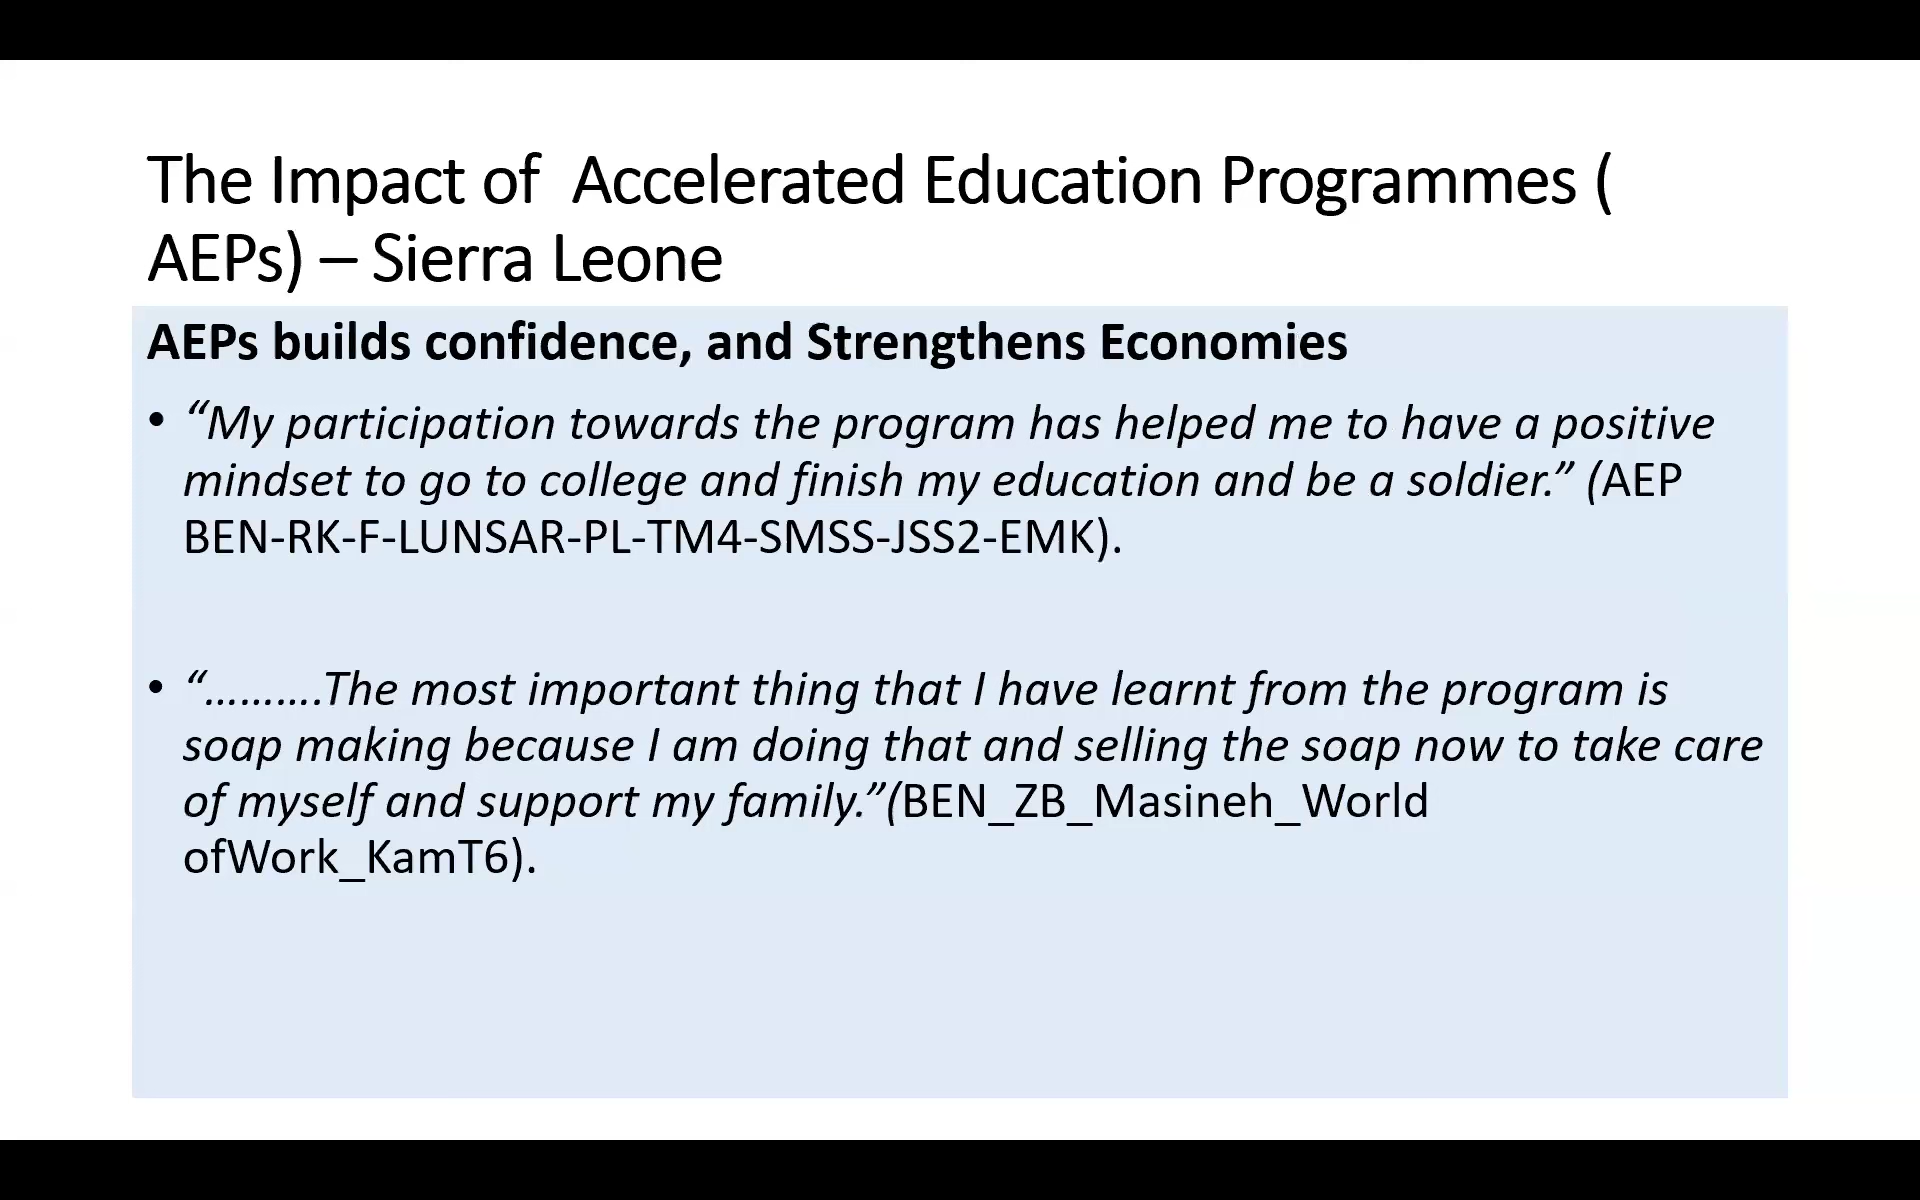 The Impact of  Accelerated Education Programmes (
AEPs) – Sierra Leone
AEPs builds confidence, and Strengthens Economies
• “My participation towards the program has helped me to have a positive
mindset to go to college and finish my education and be a soldier.” (AEP
BEN-RK-F-LUNSAR-PL-TM4-SMSS-JSS2-EMK).
• “……….The most important thing that I have learnt from the program is
soap making because I am doing that and selling the soap now to take care
of myself and support my family.”(BEN_ZB_Masineh_World
ofWork_KamT6).